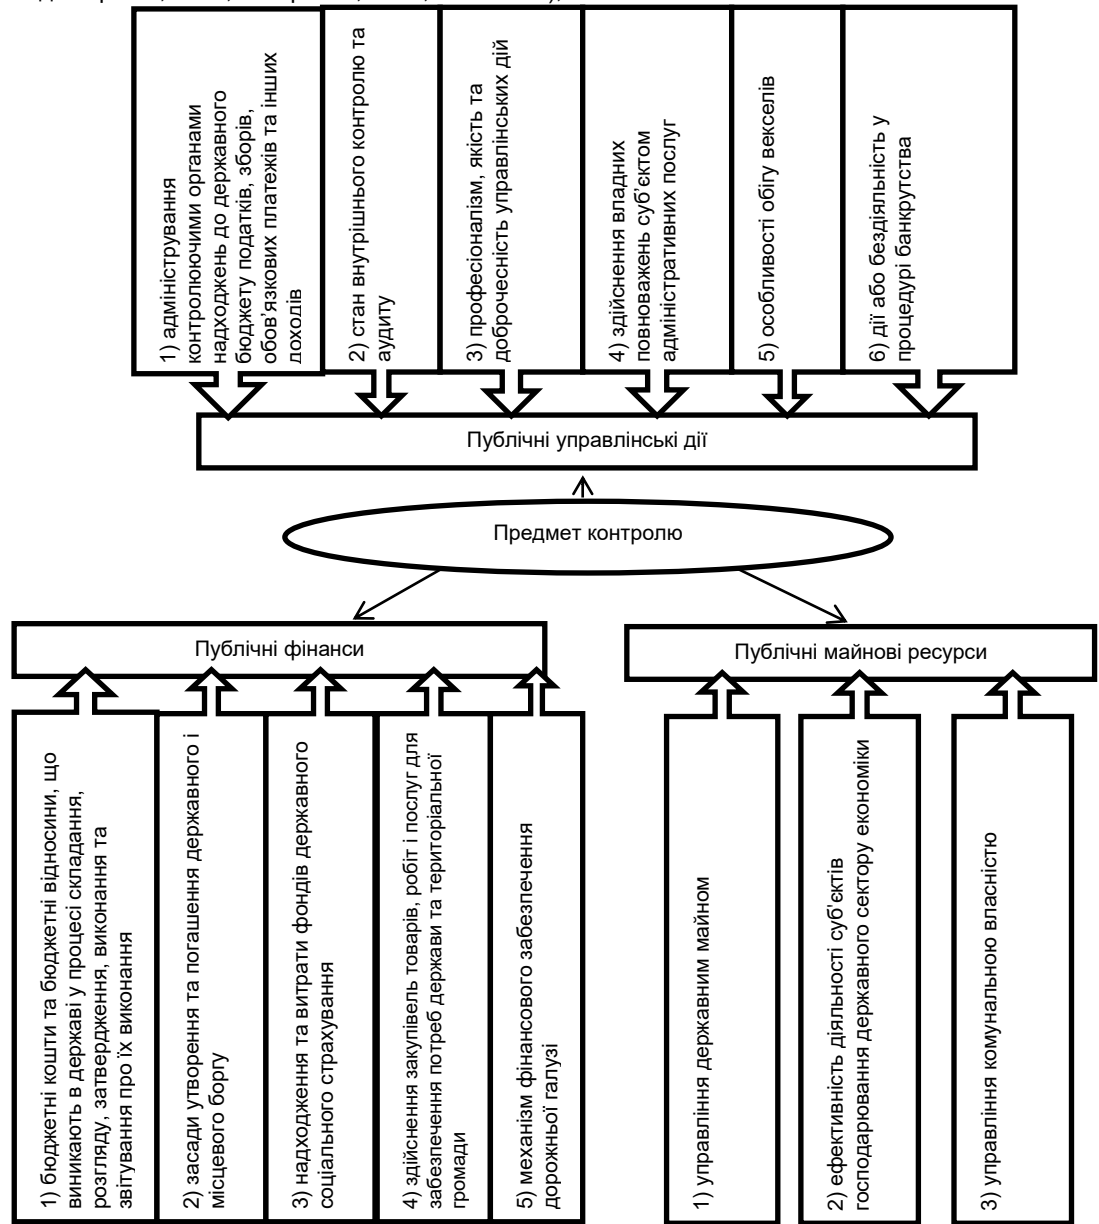 1) адміністрування
контролюючими органами
надходжень до державного
бюджету податків, зборів,
обов’язкових платежів та інших
доходів
2) стан внутрішнього контролю та
аудиту
3) професіоналізм, якість та
доброчесність управлінських дій
4) здійснення владних
повноважень суб’єктом
адміністративних послуг
5) особливості обігу векселів
6) дії або бездіяльність у
процедурі банкрутства
Публічні управлінські дії
Предмет контролю
Публічні фінанси
Публічні майнові ресурси
1) бюджетні кошти та бюджетні відносини, що
виникають в державі у процесі складання,
розгляду, затвердження, виконання та
звітування про їх виконання
2) засади утворення та погашення державного і
місцевого боргу
3) надходження та витрати фондів державного
соціального страхування
4) здійснення закупівель товарів, робіт і послуг для
забезпечення потреб держави та територіальної
громади
5) механізм фінансового забезпечення
дорожньої галузі
1) управління державним майном
2) ефективність діяльності суб’єктів
господарювання державного сектору економіки
3) управління комунальною власністю